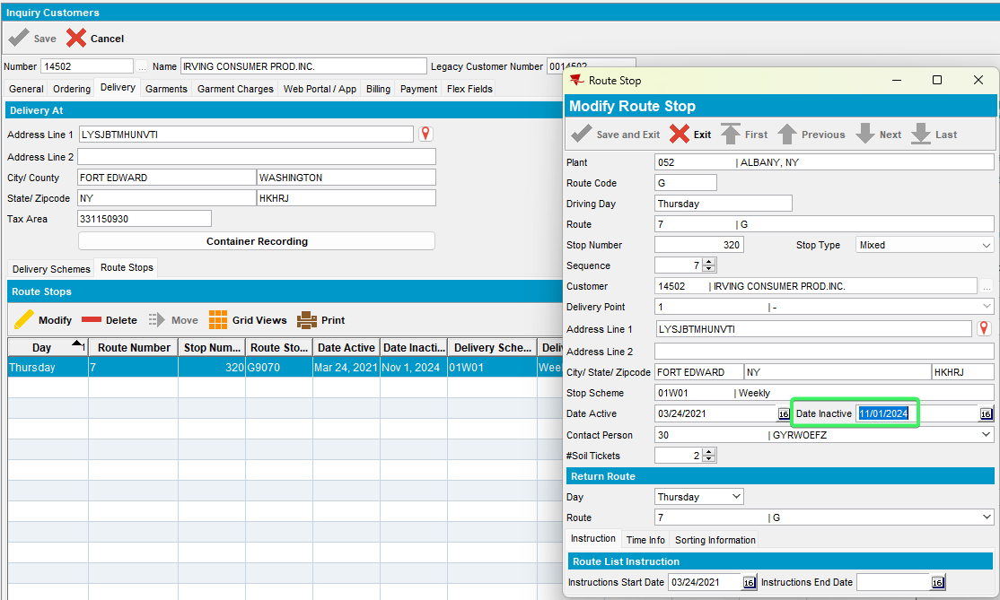 Inquiry Customers
Save Cancel
Number 14502 ... Name IRVING CONSUMER PROD.INC. Legacy Customer Number 0014502
General Ordering Delivery Garments Garment Charges Web Portal / App Billing Payment Flex Fields
Delivery At
Address Line 1 LYSJBTMHUNVTI
Address Line 2
City/ County FORT EDWARD WASHINGTON
State/ Zipcode NY HKHRJ
Tax Area 331150930
Container Recording
Delivery Schemes Route Stops
Route Stops
Modify Delete Move Grid Views Print
Day 1 Route Number Stop Num... Route Sto... Date Active Date Inacti... Delivery Sche...
Thursday 7 320 G9070 Mar 24, 2021 Nov 1, 2024 01W01
Route Stop
Modify Route Stop
Save and Exit Exit First Previous Next Last
Plant 052 | ALBANY, NY
Route Code G
Driving Day Thursday
Route 7 | G
Stop Number 320 Stop Type Mixed
Sequence 7
Customer 14502 | IRVING CONSUMER PROD.INC. ...
Delivery Point 1 | -
Address Line 1 LYSJBTMHUNVTI
Address Line 2
City/ State/ Zipcode FORT EDWARD NY HKHRJ
Stop Scheme 01W01 | Weekly
Date Active 03/24/2021 16 Date Inactive 11/01/2024 16
Contact Person 30 | GYRWOEFZ
#Soil Tickets 2
Return Route
Day Thursday
Route 7 | G
Instruction Time Info Sorting Information
Route List Instruction
Instructions Start Date 03/24/2021 16 Instructions End Date 16